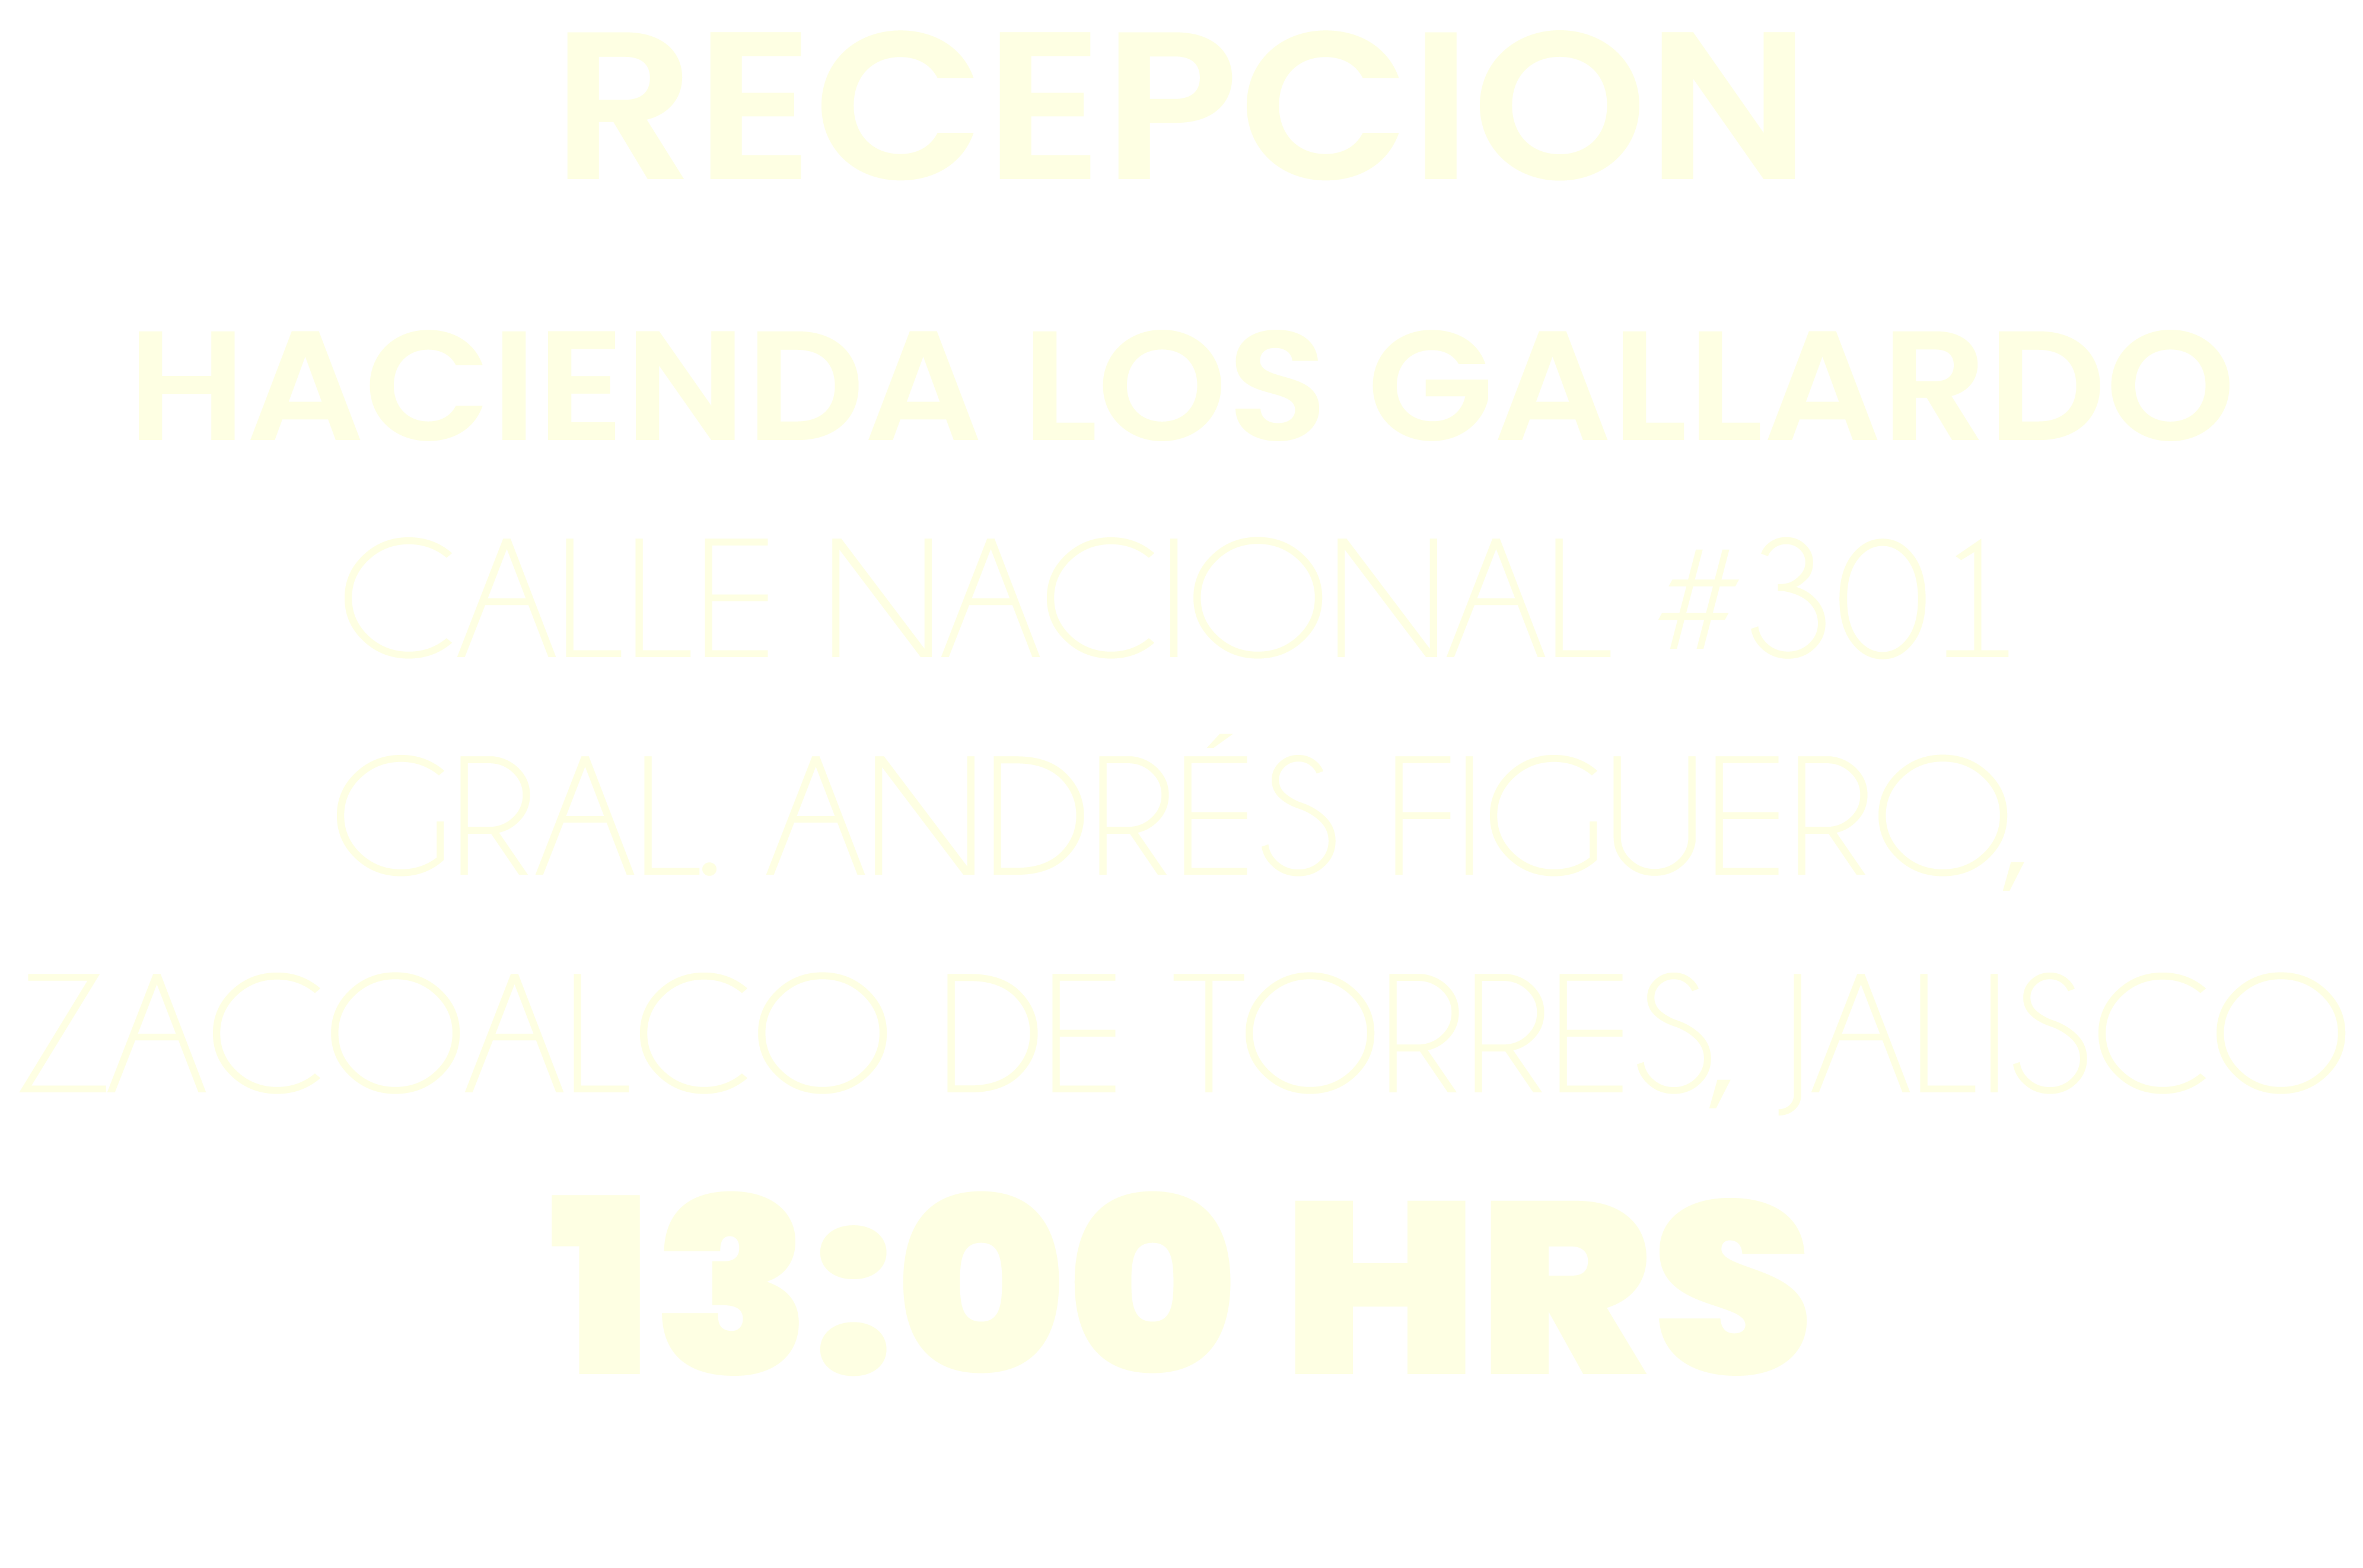 RECEPCION
HACIENDA LOS GALLARDO
CALLE NACIONAL #301
GRAL. ANDRÉS FIGUERO,
ZACOALCO DE TORRES, JALISCO
13:00 HRS